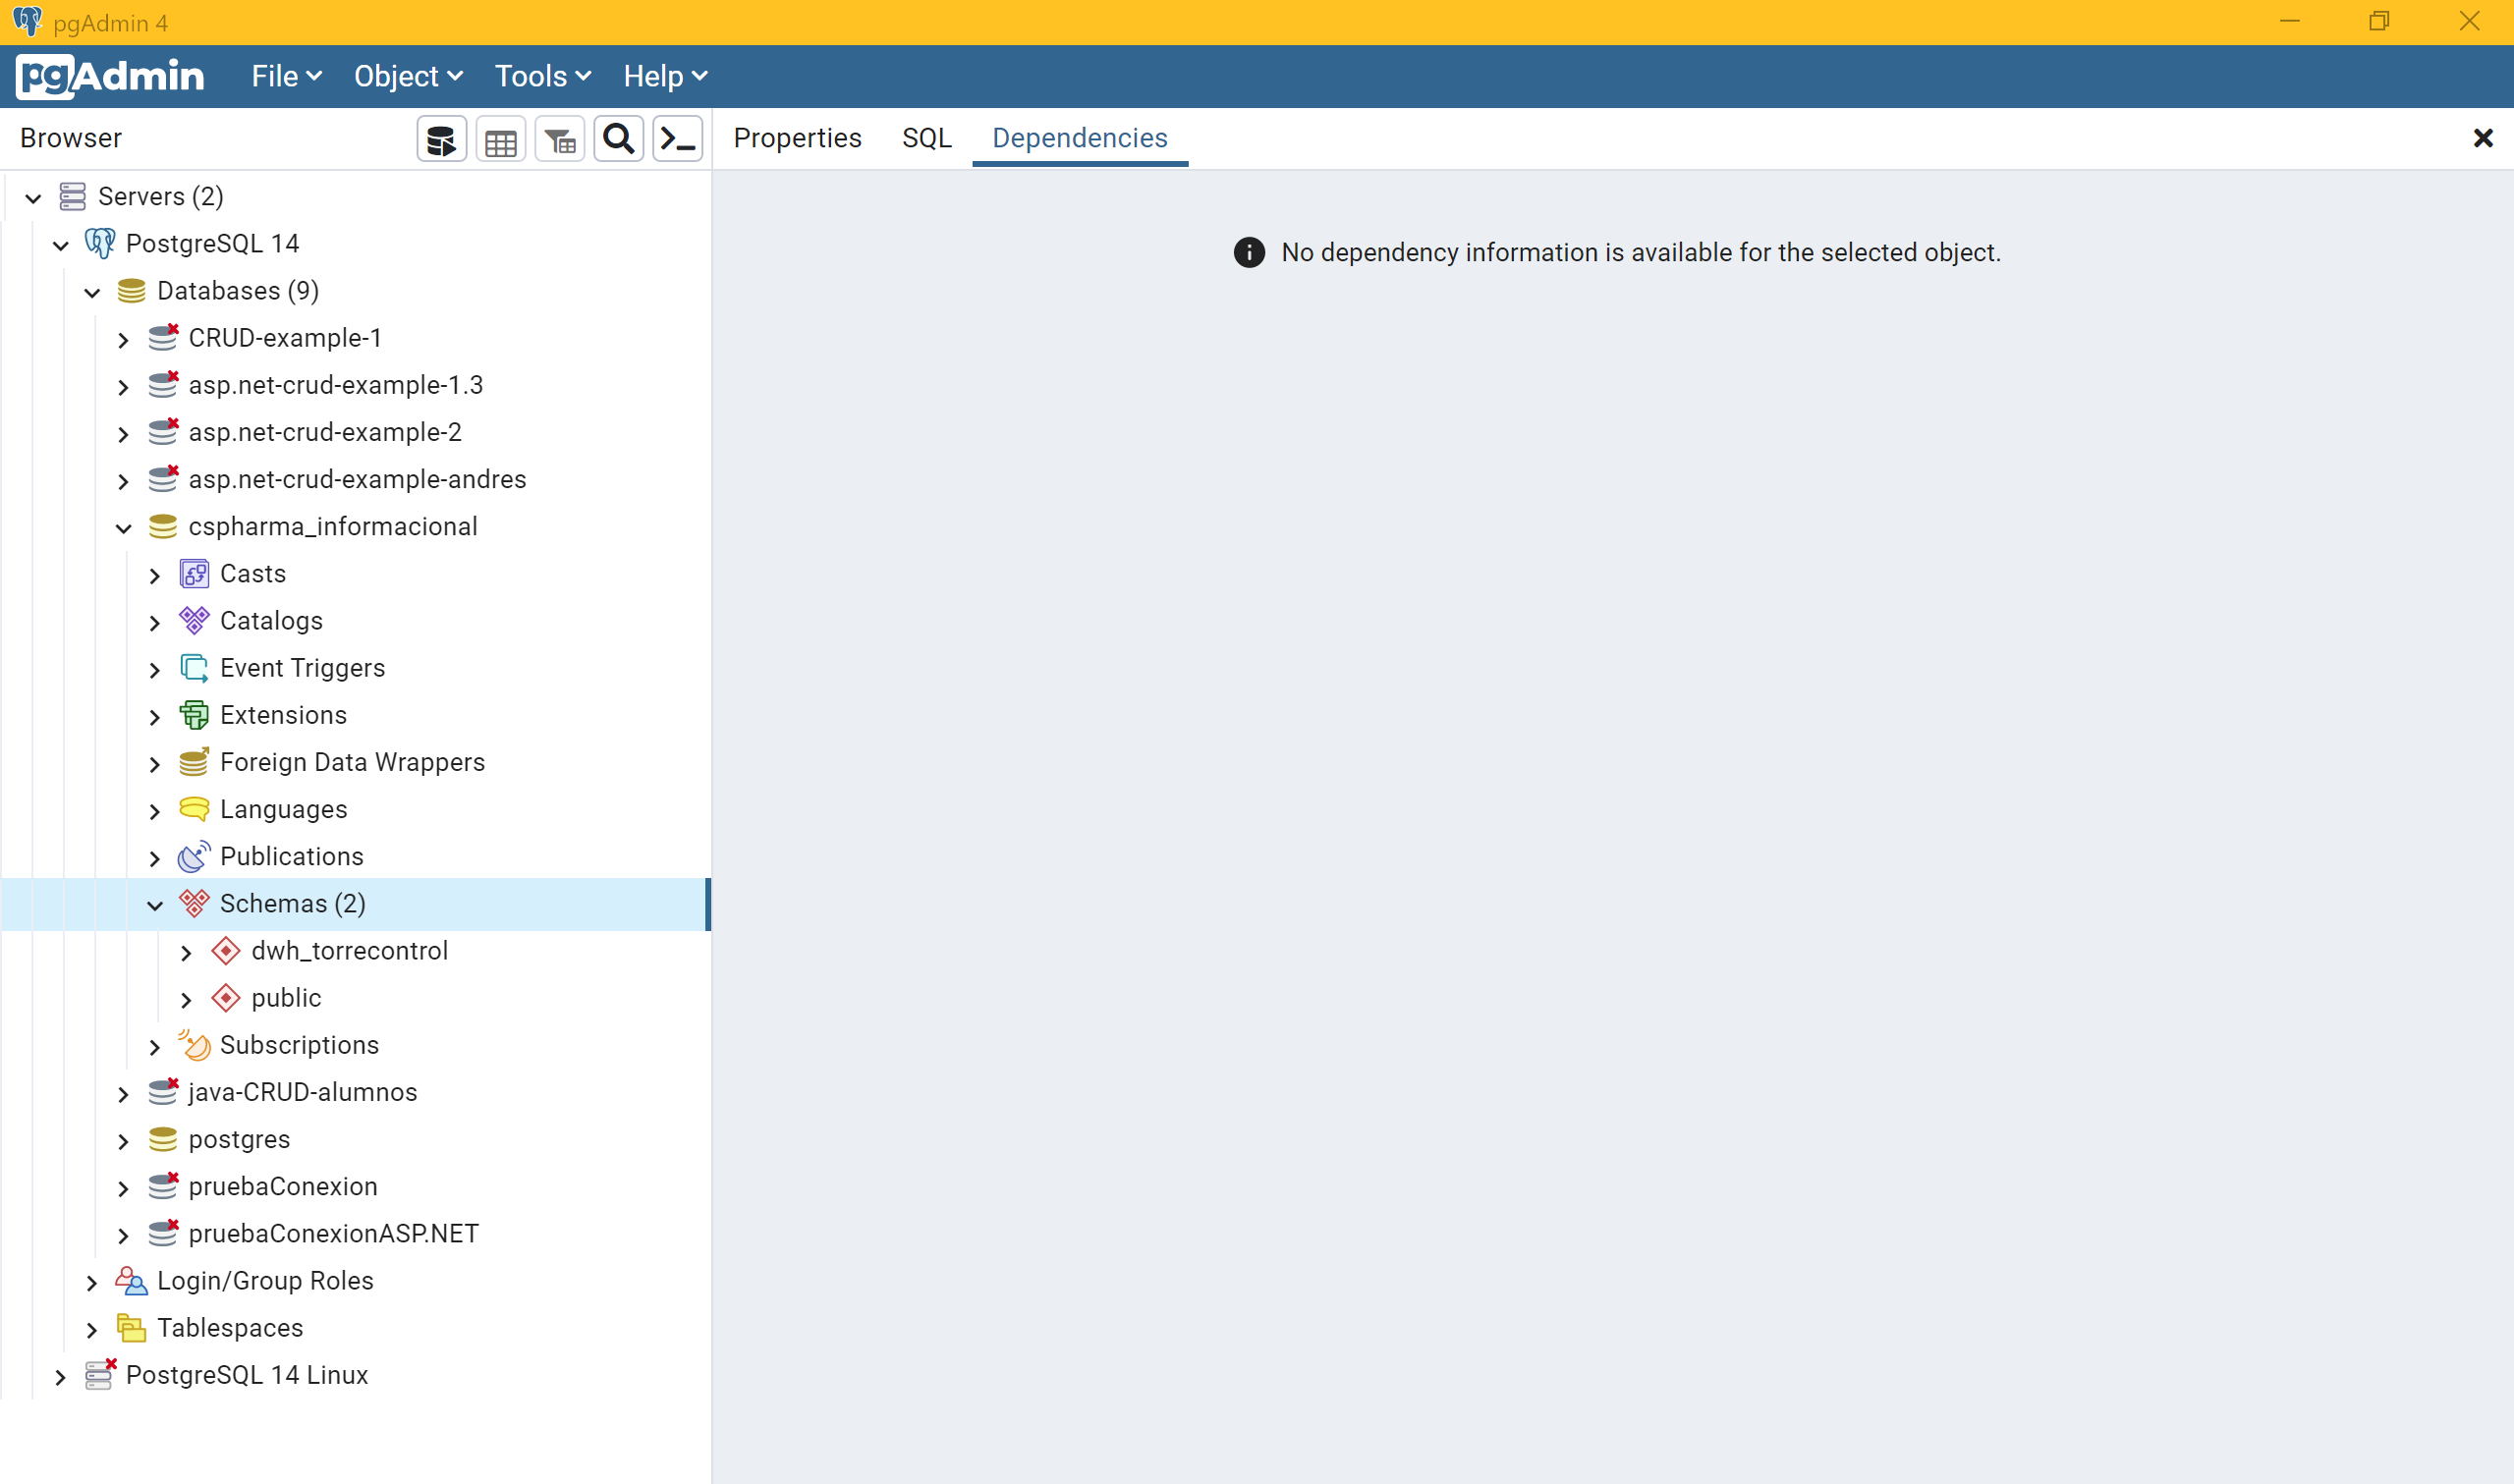 pgAdmin 4
pgAdmin File Object Tools Help
Browser Properties SQL Dependencies
Servers (2)
PostgreSQL 14
No dependency information is available for the selected object.
Databases (9)
CRUD-example-1
asp.net-crud-example-1.3
asp.net-crud-example-2
asp.net-crud-example-andres
cspharma_informacional
Casts
Catalogs
Event Triggers
Extensions
Foreign Data Wrappers
Languages
Publications
Schemas (2)
dwh_torrecontrol
public
Subscriptions
java-CRUD-alumnos
postgres
pruebaConexion
pruebaConexionASP.NET
Login/Group Roles
Tablespaces
PostgreSQL 14 Linux